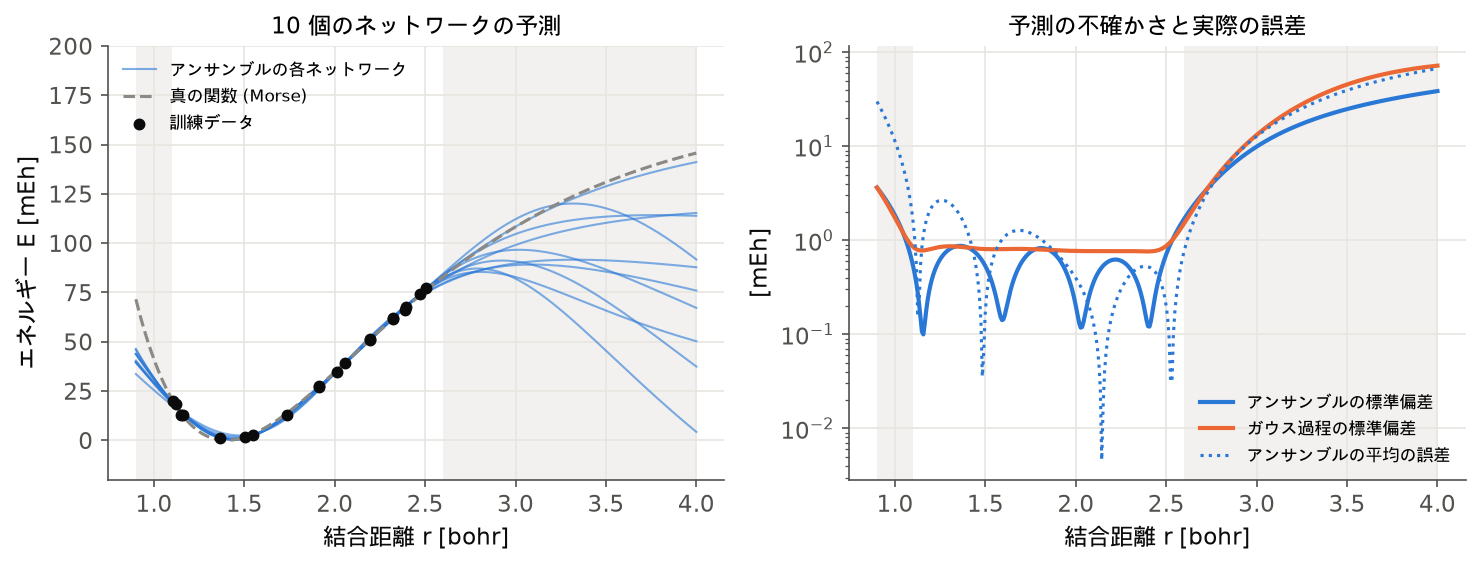 10 個のネットワークの予測
200
175
150
125
100
75
50
25
0
エネルギー E [mEh]
アンサンブルの各ネットワーク
真の関数 (Morse)
訓練データ
1.0 1.5 2.0 2.5 3.0 3.5 4.0
結合距離 r [bohr]
予測の不確かさと実際の誤差
10²
10¹
10⁰
10⁻¹
10⁻²
[mEh]
アンサンブルの標準偏差
ガウス過程の標準偏差
アンサンブルの平均の誤差
1.0 1.5 2.0 2.5 3.0 3.5 4.0
結合距離 r [bohr]